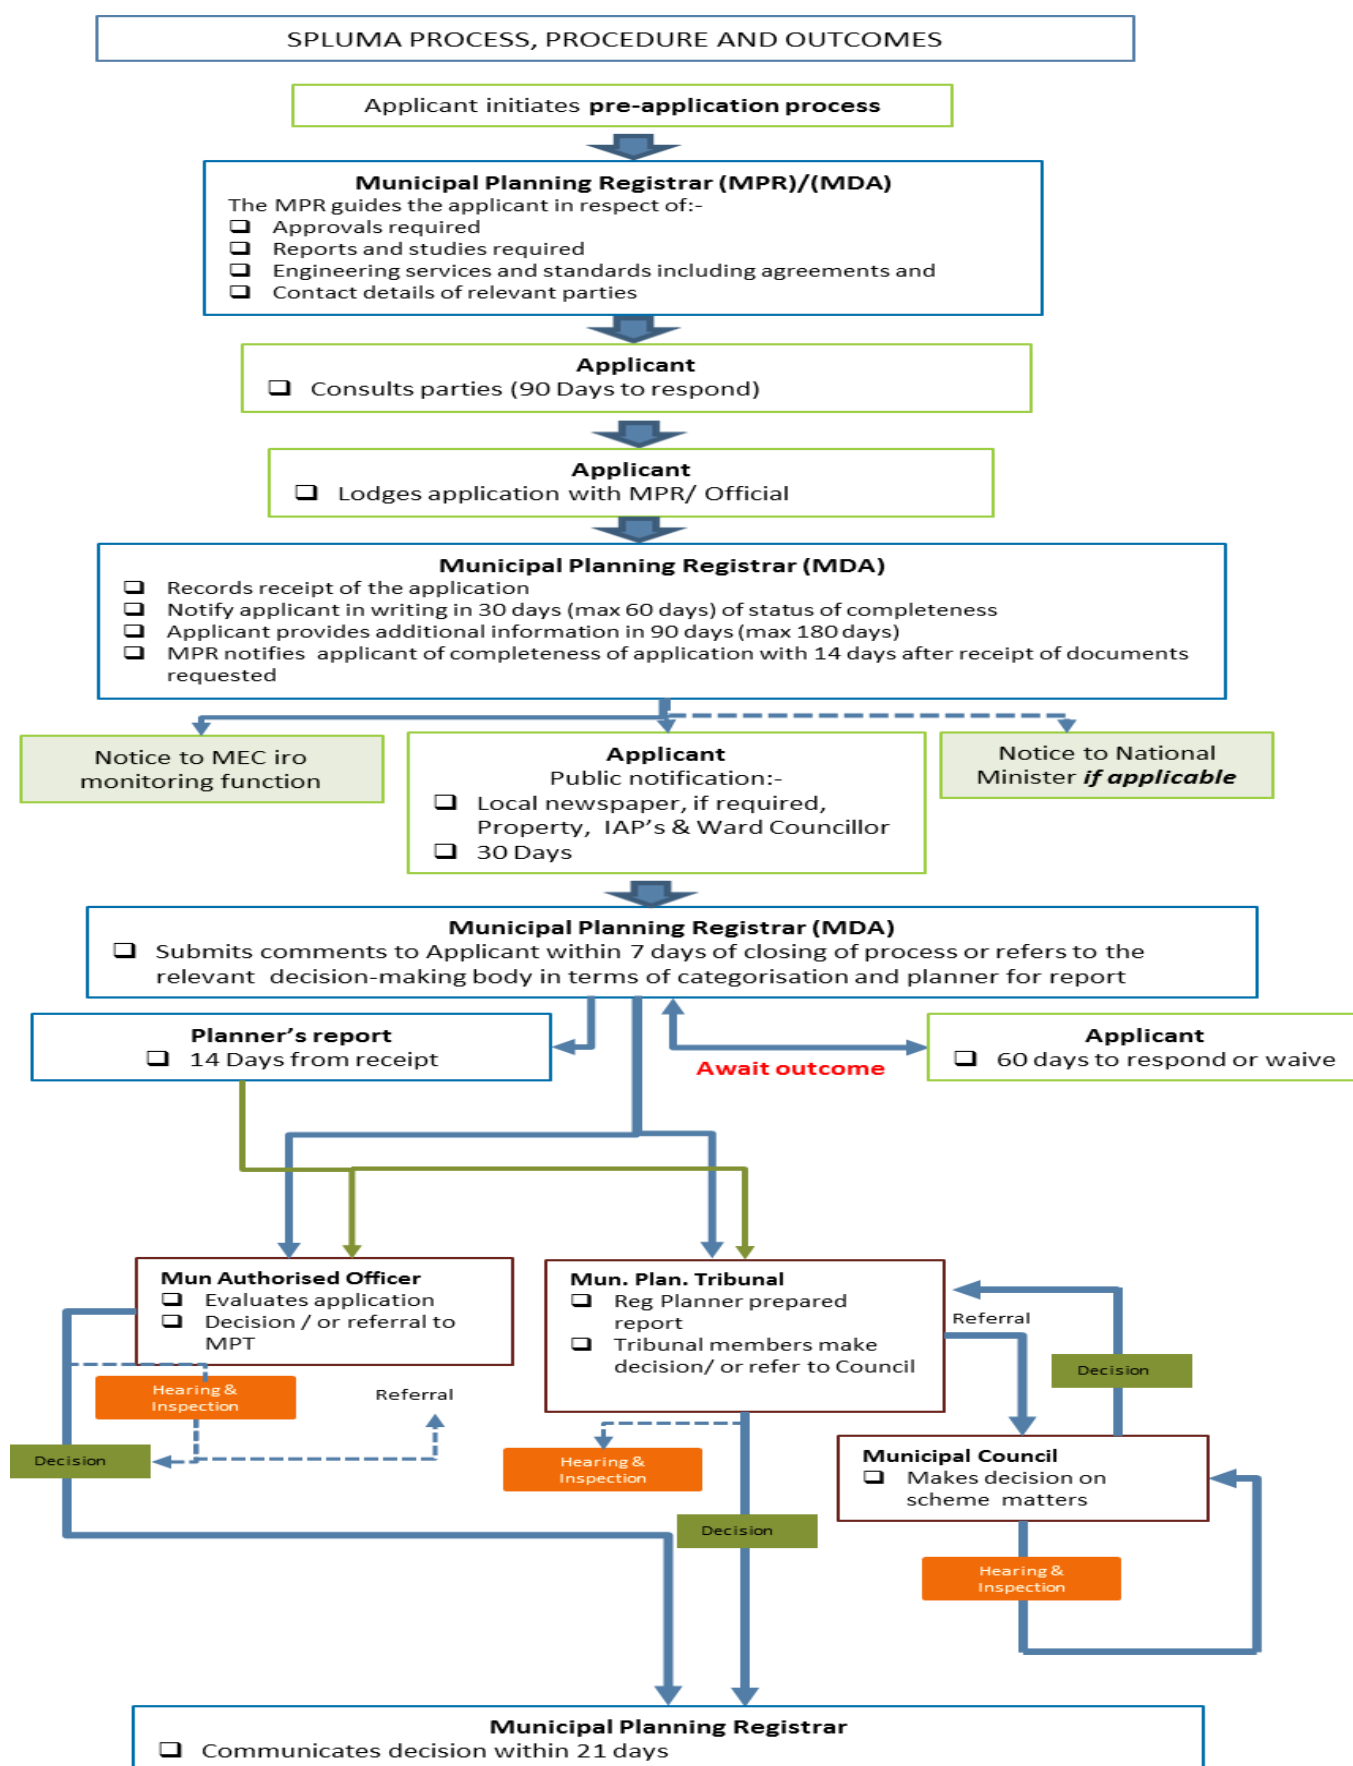 SPLUMA PROCESS, PROCEDURE AND OUTCOMES
Applicant initiates pre-application process
Municipal Planning Registrar (MPR)/(MDA)
The MPR guides the applicant in respect of:-
❑ Approvals required
❑ Reports and studies required
❑ Engineering services and standards including agreements and
❑ Contact details of relevant parties
Applicant
❑ Consults parties (90 Days to respond)
Applicant
❑ Lodges application with MPR/ Official
Municipal Planning Registrar (MDA)
❑ Records receipt of the application
❑ Notify applicant in writing in 30 days (max 60 days) of status of completeness
❑ Applicant provides additional information in 90 days (max 180 days)
❑ MPR notifies applicant of completeness of application with 14 days after receipt of documents
requested
Notice to MEC iro
monitoring function
Applicant
Public notification:-
❑ Local newspaper, if required,
Property, IAP's & Ward Councillor
❑ 30 Days
Notice to National
Minister if applicable
Municipal Planning Registrar (MDA)
❑ Submits comments to Applicant within 7 days of closing of process or refers to the
relevant decision-making body in terms of categorisation and planner for report
Planner's report
❑ 14 Days from receipt
Await outcome
Applicant
❑ 60 days to respond or waive
Mun Authorised Officer
❑ Evaluates application
❑ Decision / or referral to
MPT
Hearing &
Inspection
Referral
Decision
Mun. Plan. Tribunal
❑ Reg Planner prepared
report
❑ Tribunal members make
decision/ or refer to Council
Hearing &
Inspection
Decision
Referral
Decision
Municipal Council
❑ Makes decision on
scheme matters
Hearing &
Inspection
Municipal Planning Registrar
❑ Communicates decision within 21 days